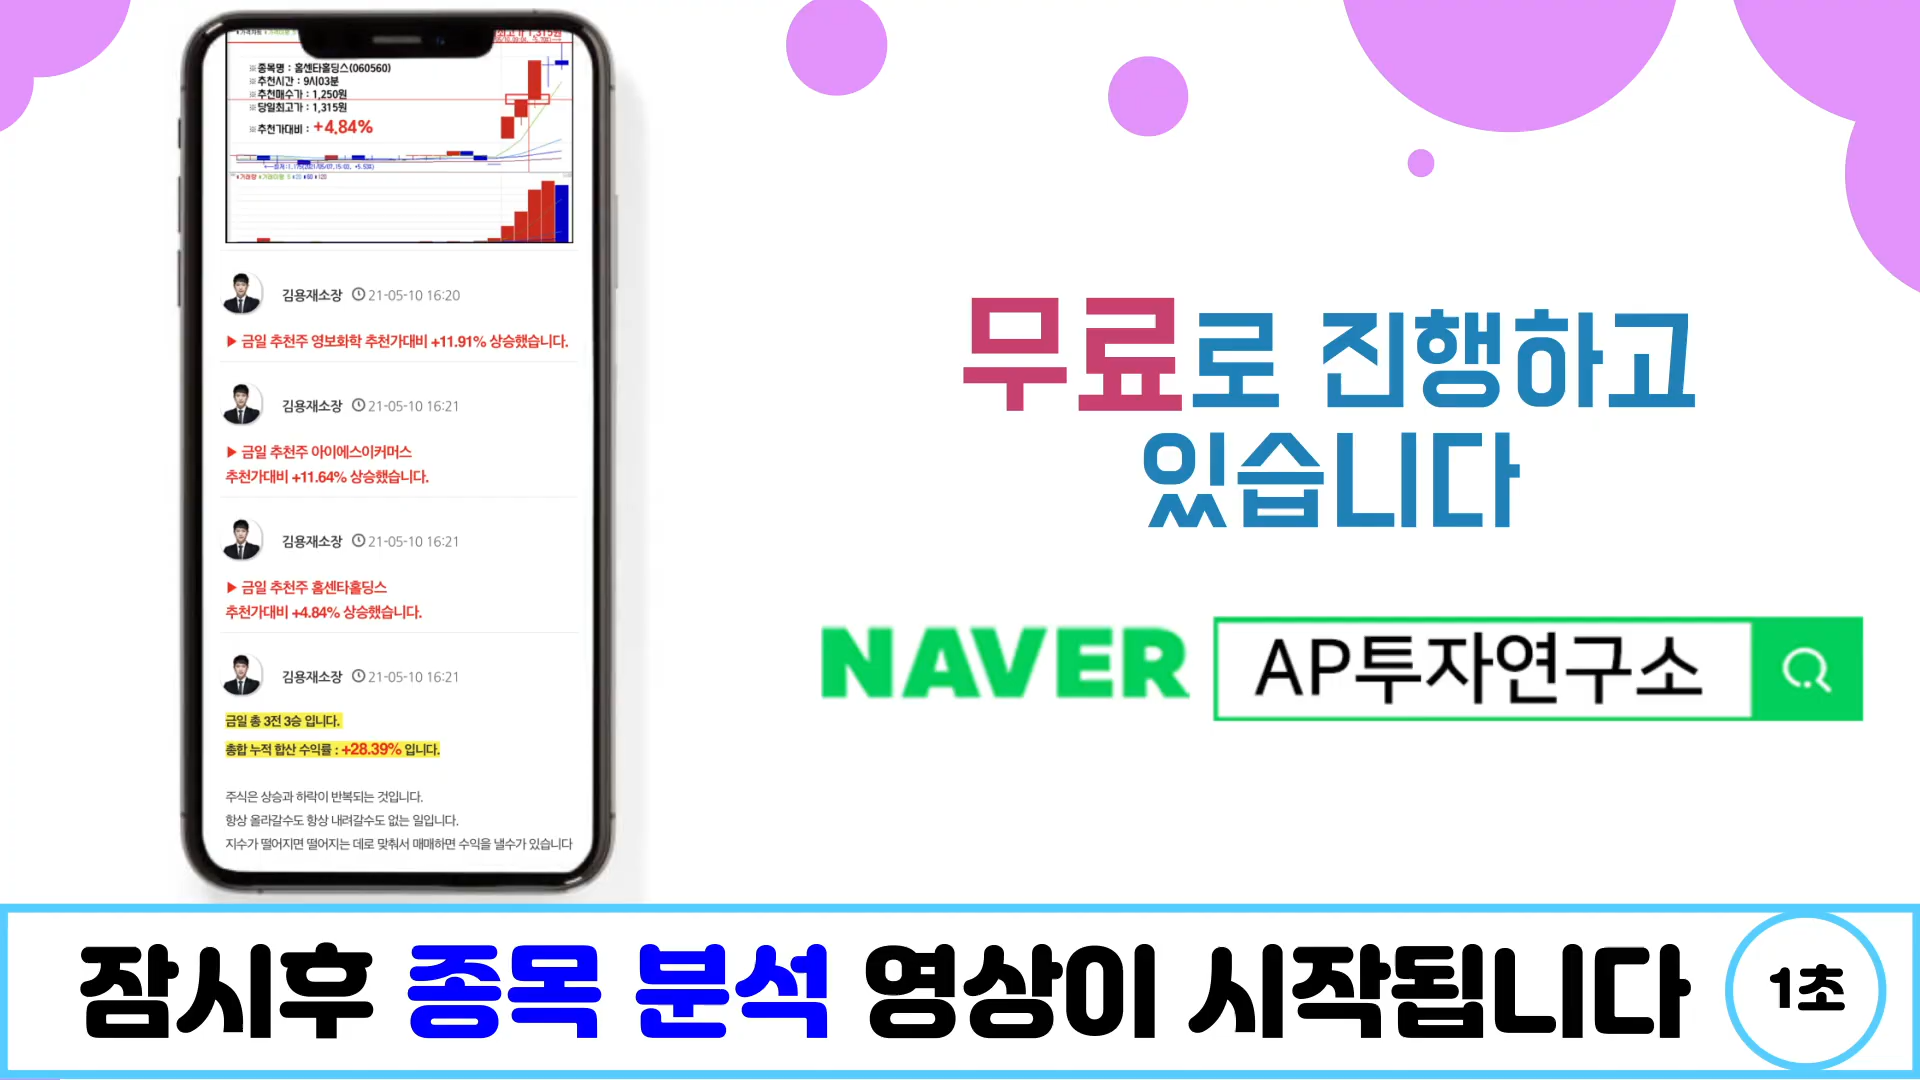 ※종목명 : 홈센타홀딩스(060560)
※추천시간 : 9시03분
※추천매수가 : 1,250원
※당일최고가 : 1,315원
※추천가대비 : +4.84%
김용재소장 21-05-10 16:20
▶ 금일 추천주 영보화학 추천가대비 +11.91% 상승했습니다.
김용재소장 21-05-10 16:21
▶ 금일 추천주 아이에스이커머스
추천가대비 +11.64% 상승했습니다.
김용재소장 21-05-10 16:21
▶ 금일 추천주 홈센타홀딩스
추천가대비 +4.84% 상승했습니다.
김용재소장 21-05-10 16:21
금일 총 3전 3승 입니다.
총합 누적 합산 수익률 : +28.39% 입니다.
주식은 상승과 하락이 반복되는 것입니다.
항상 올라갈수도 항상 내려갈수도 없는 일입니다.
지수가 떨어지면 떨어지는 데로 맞춰서 매매하면 수익을 낼수가 있습니다
무료로 진행하고
있습니다
NAVER AP투자연구소
잠시후 종목 분석 영상이 시작됩니다 1초